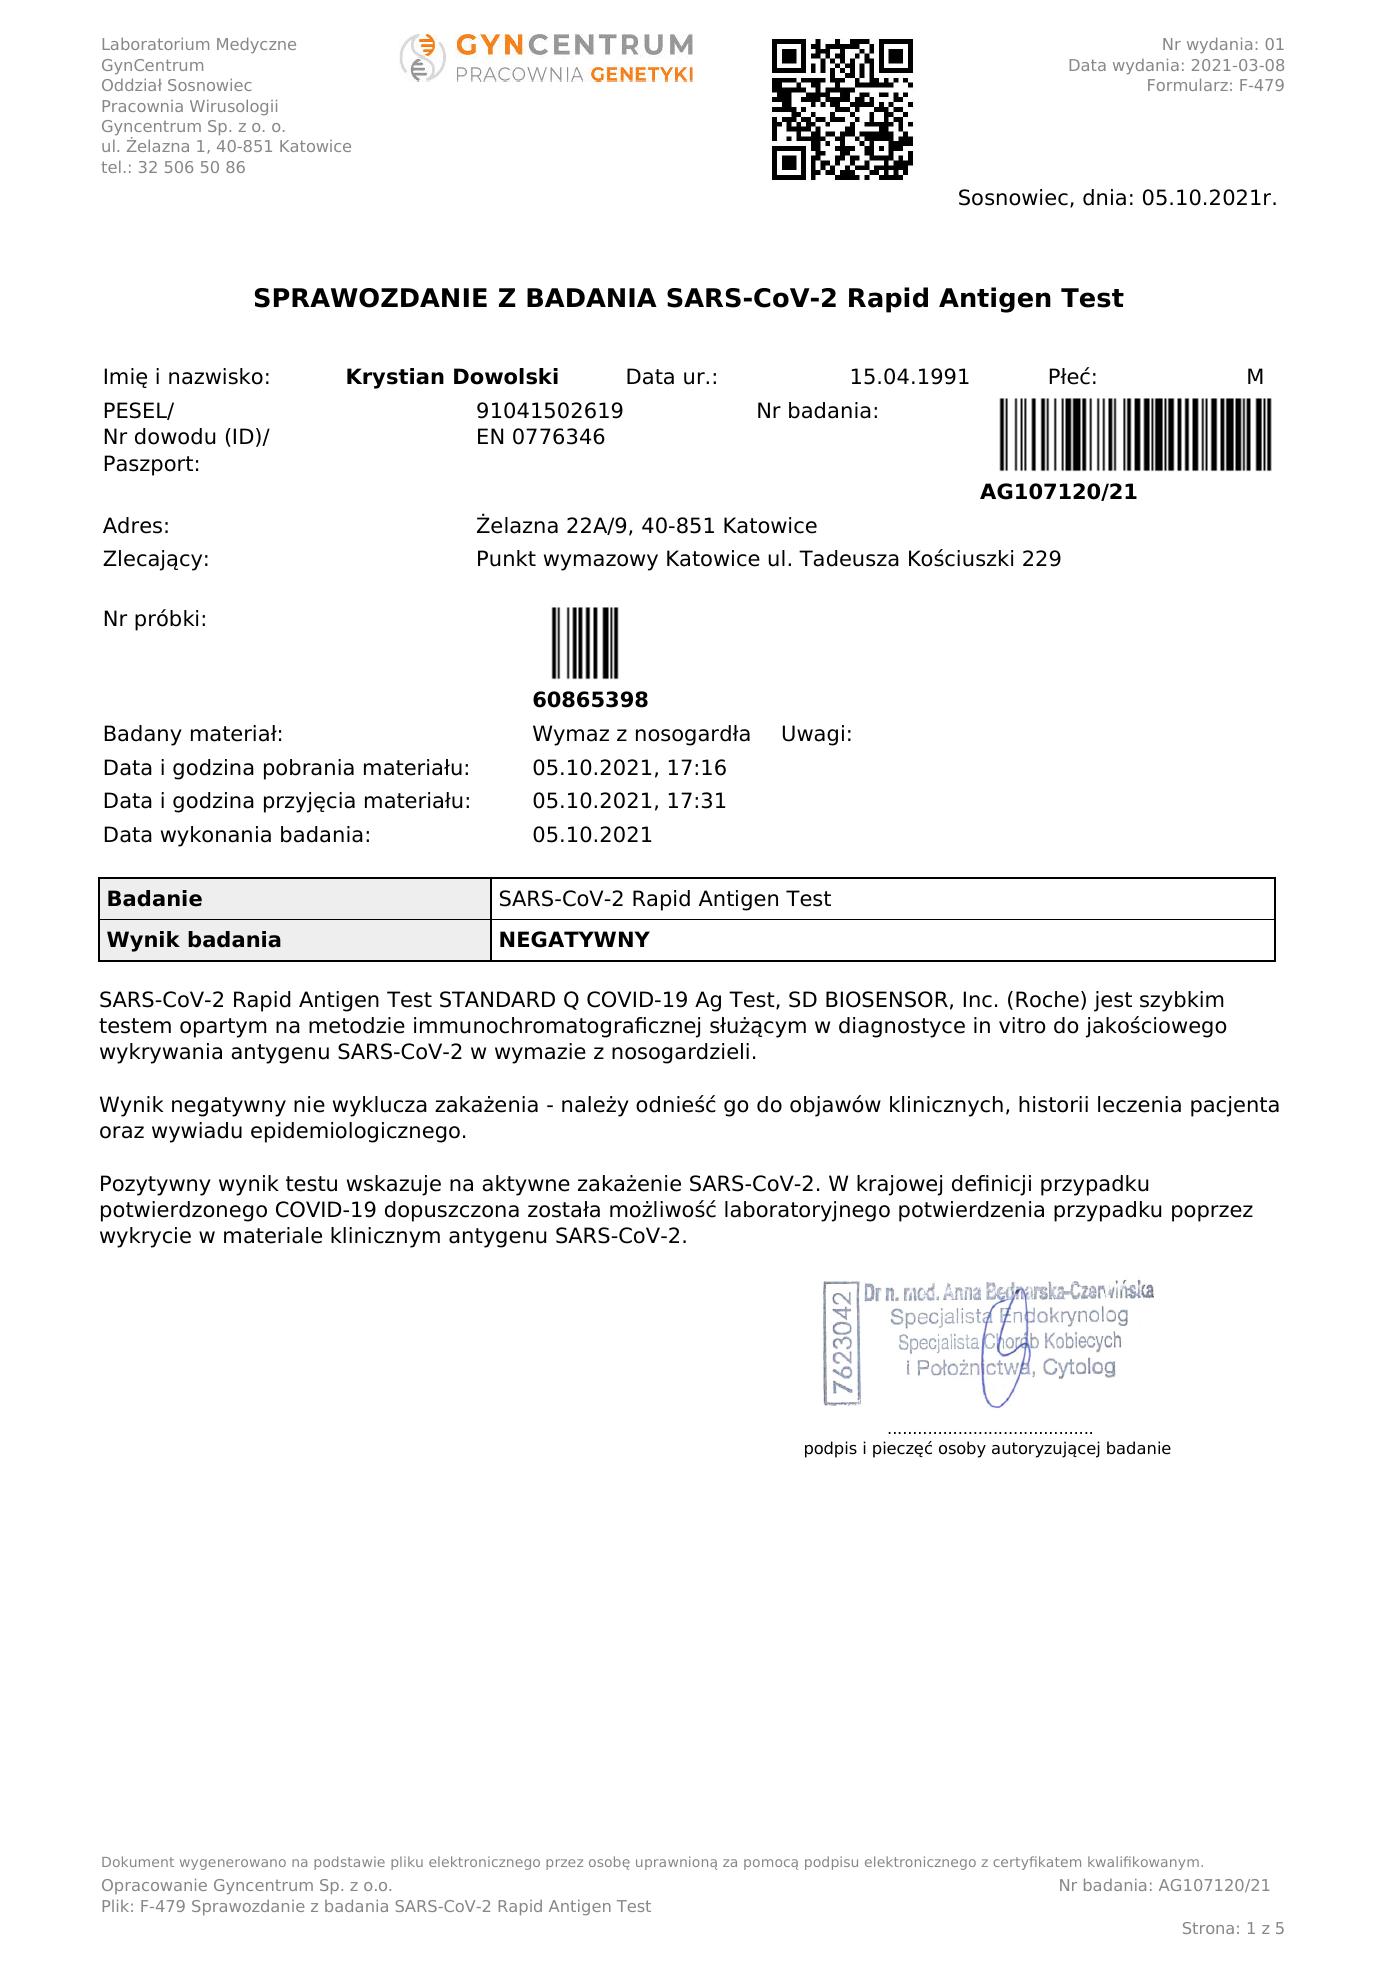 Laboratorium Medyczne
GynCentrum
Oddział Sosnowiec
Pracownia Wirusologii
Gyncentrum Sp. z o. o.
ul. Żelazna 1, 40-851 Katowice
tel.: 32 506 50 86
GYNCENTRUM
PRACOWNIA GENETYKI
Nr wydania: 01
Data wydania: 2021-03-08
Formularz: F-479
Sosnowiec, dnia: 05.10.2021r.
SPRAWOZDANIE Z BADANIA SARS-CoV-2 Rapid Antigen Test
Imię i nazwisko: Krystian Dowolski Data ur.: 15.04.1991 Płeć: M
PESEL/ 91041502619 Nr badania:
Nr dowodu (ID)/ EN 0776346
Paszport:
AG107120/21
Adres: Żelazna 22A/9, 40-851 Katowice
Zlecający: Punkt wymazowy Katowice ul. Tadeusza Kościuszki 229
Nr próbki:
60865398
Badany materiał: Wymaz z nosogardła Uwagi:
Data i godzina pobrania materiału: 05.10.2021, 17:16
Data i godzina przyjęcia materiału: 05.10.2021, 17:31
Data wykonania badania: 05.10.2021
Badanie SARS-CoV-2 Rapid Antigen Test
Wynik badania NEGATYWNY
SARS-CoV-2 Rapid Antigen Test STANDARD Q COVID-19 Ag Test, SD BIOSENSOR, Inc. (Roche) jest szybkim
testem opartym na metodzie immunochromatograficznej służącym w diagnostyce in vitro do jakościowego
wykrywania antygenu SARS-CoV-2 w wymazie z nosogardzieli.
Wynik negatywny nie wyklucza zakażenia - należy odnieść go do objawów klinicznych, historii leczenia pacjenta
oraz wywiadu epidemiologicznego.
Pozytywny wynik testu wskazuje na aktywne zakażenie SARS-CoV-2. W krajowej definicji przypadku
potwierdzonego COVID-19 dopuszczona została możliwość laboratoryjnego potwierdzenia przypadku poprzez
wykrycie w materiale klinicznym antygenu SARS-CoV-2.
7623042
Dr n. med. Anna Bednarska-Czerwińska
Specjalista Endokrynolog
Specjalista Chorób Kobiecych
i Położnictwa, Cytolog
.........................................
podpis i pieczęć osoby autoryzującej badanie
Dokument wygenerowano na podstawie pliku elektronicznego przez osobę uprawnioną za pomocą podpisu elektronicznego z certyfikatem kwalifikowanym.
Opracowanie Gyncentrum Sp. z o.o. Nr badania: AG107120/21
Plik: F-479 Sprawozdanie z badania SARS-CoV-2 Rapid Antigen Test
Strona: 1 z 5